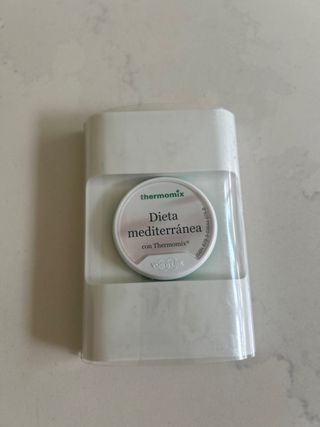 thermomix
Dieta
mediterránea
con Thermomix®